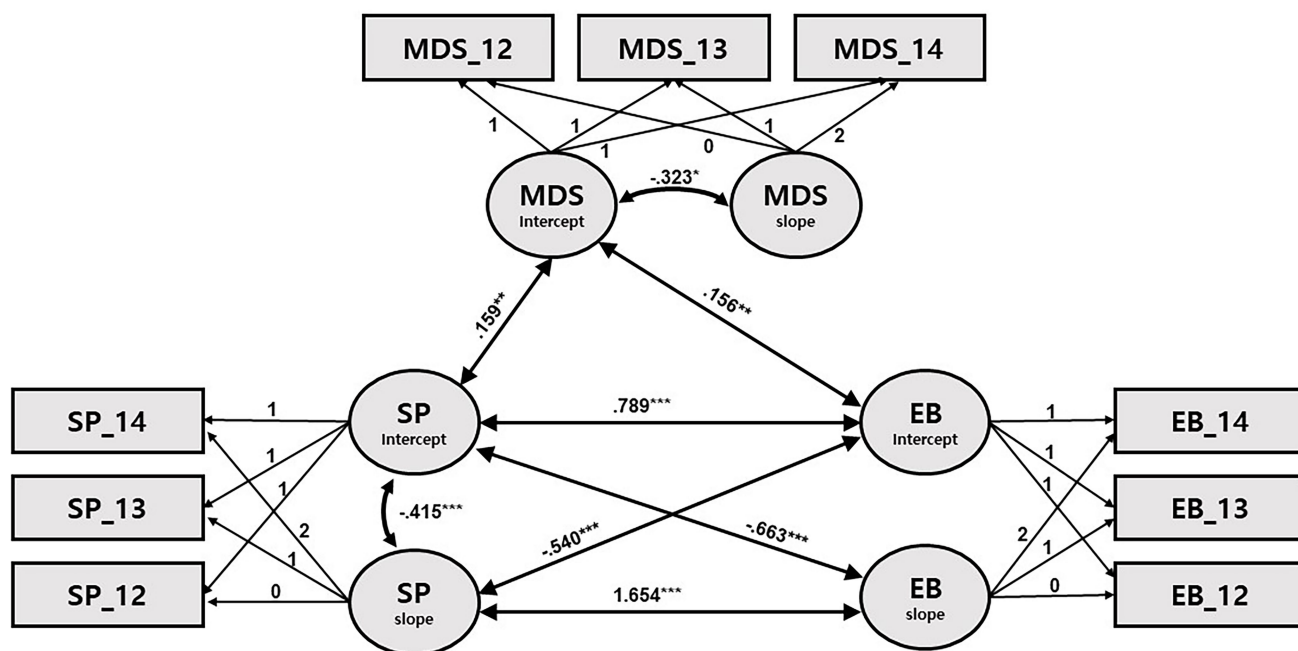 MDS_12
MDS_13
MDS_14
1
1
1
0
1
2
MDS
Intercept
-.323*
MDS
slope
.159**
.156**
SP_14
SP_13
SP_12
1
1
1
2
1
0
SP
Intercept
-.415***
SP
slope
.789***
-.540***
-.663***
1.654***
EB
Intercept
EB
slope
1
1
1
2
1
0
EB_14
EB_13
EB_12